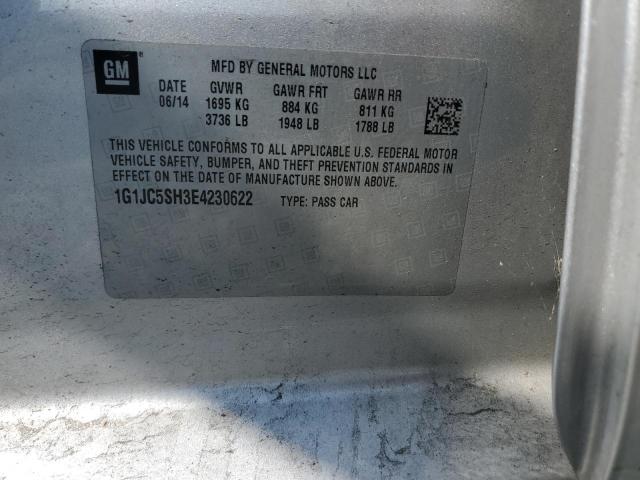 GM
MFD BY GENERAL MOTORS LLC
DATE GVWR GAWR FRT GAWR RR
06/14 1695 KG 884 KG 811 KG
3736 LB 1948 LB 1788 LB
THIS VEHICLE CONFORMS TO ALL APPLICABLE U.S. FEDERAL MOTOR
VEHICLE SAFETY, BUMPER, AND THEFT PREVENTION STANDARDS
IN EFFECT ON THE DATE OF MANUFACTURE SHOWN ABOVE.
1G1JC5SH3E4230622 TYPE: PASS CAR